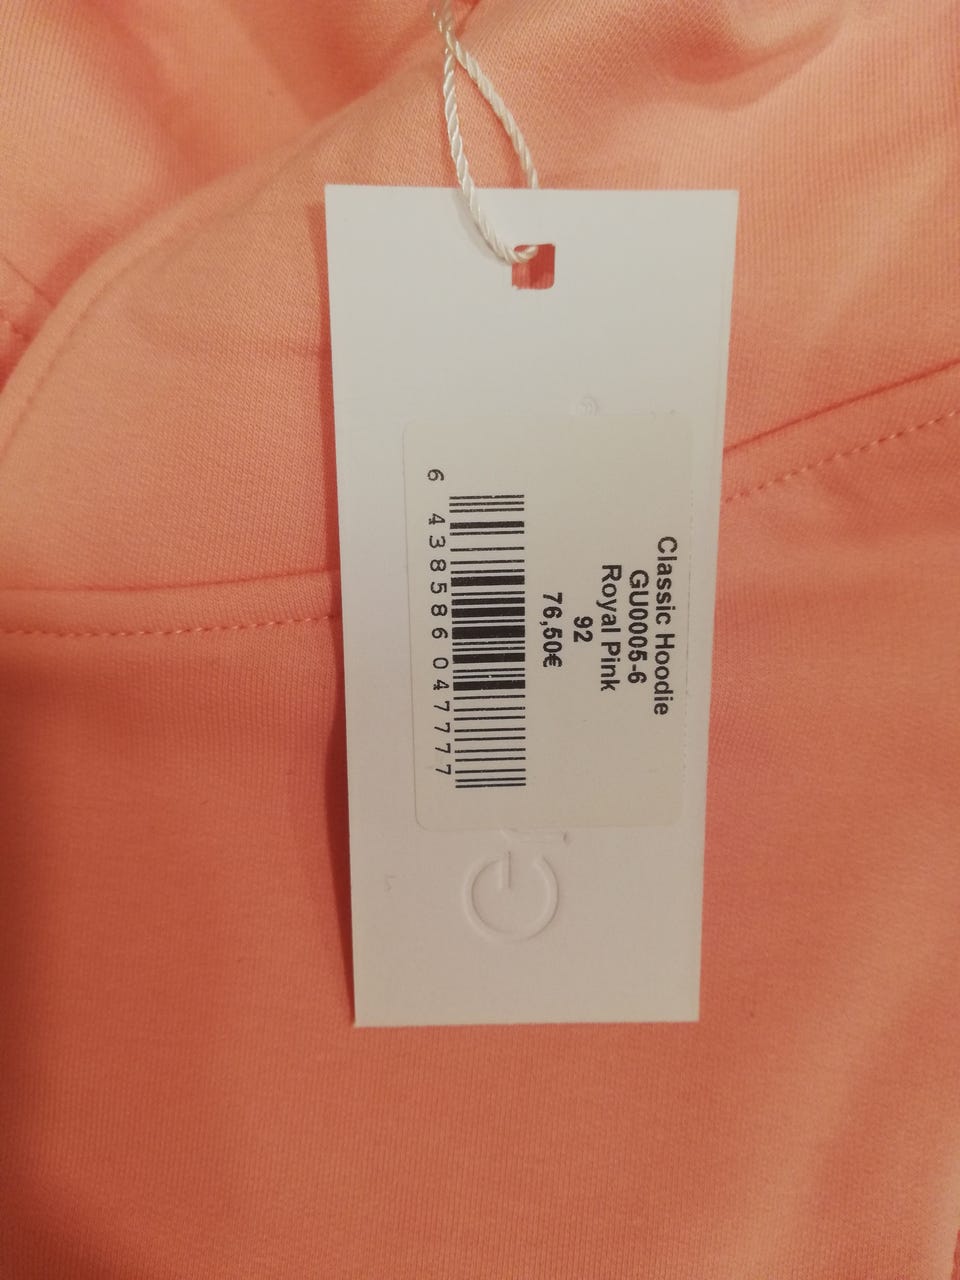 Classic Hoodie
GU0005-6
Royal Pink
92
76,50€
6 438586 047777